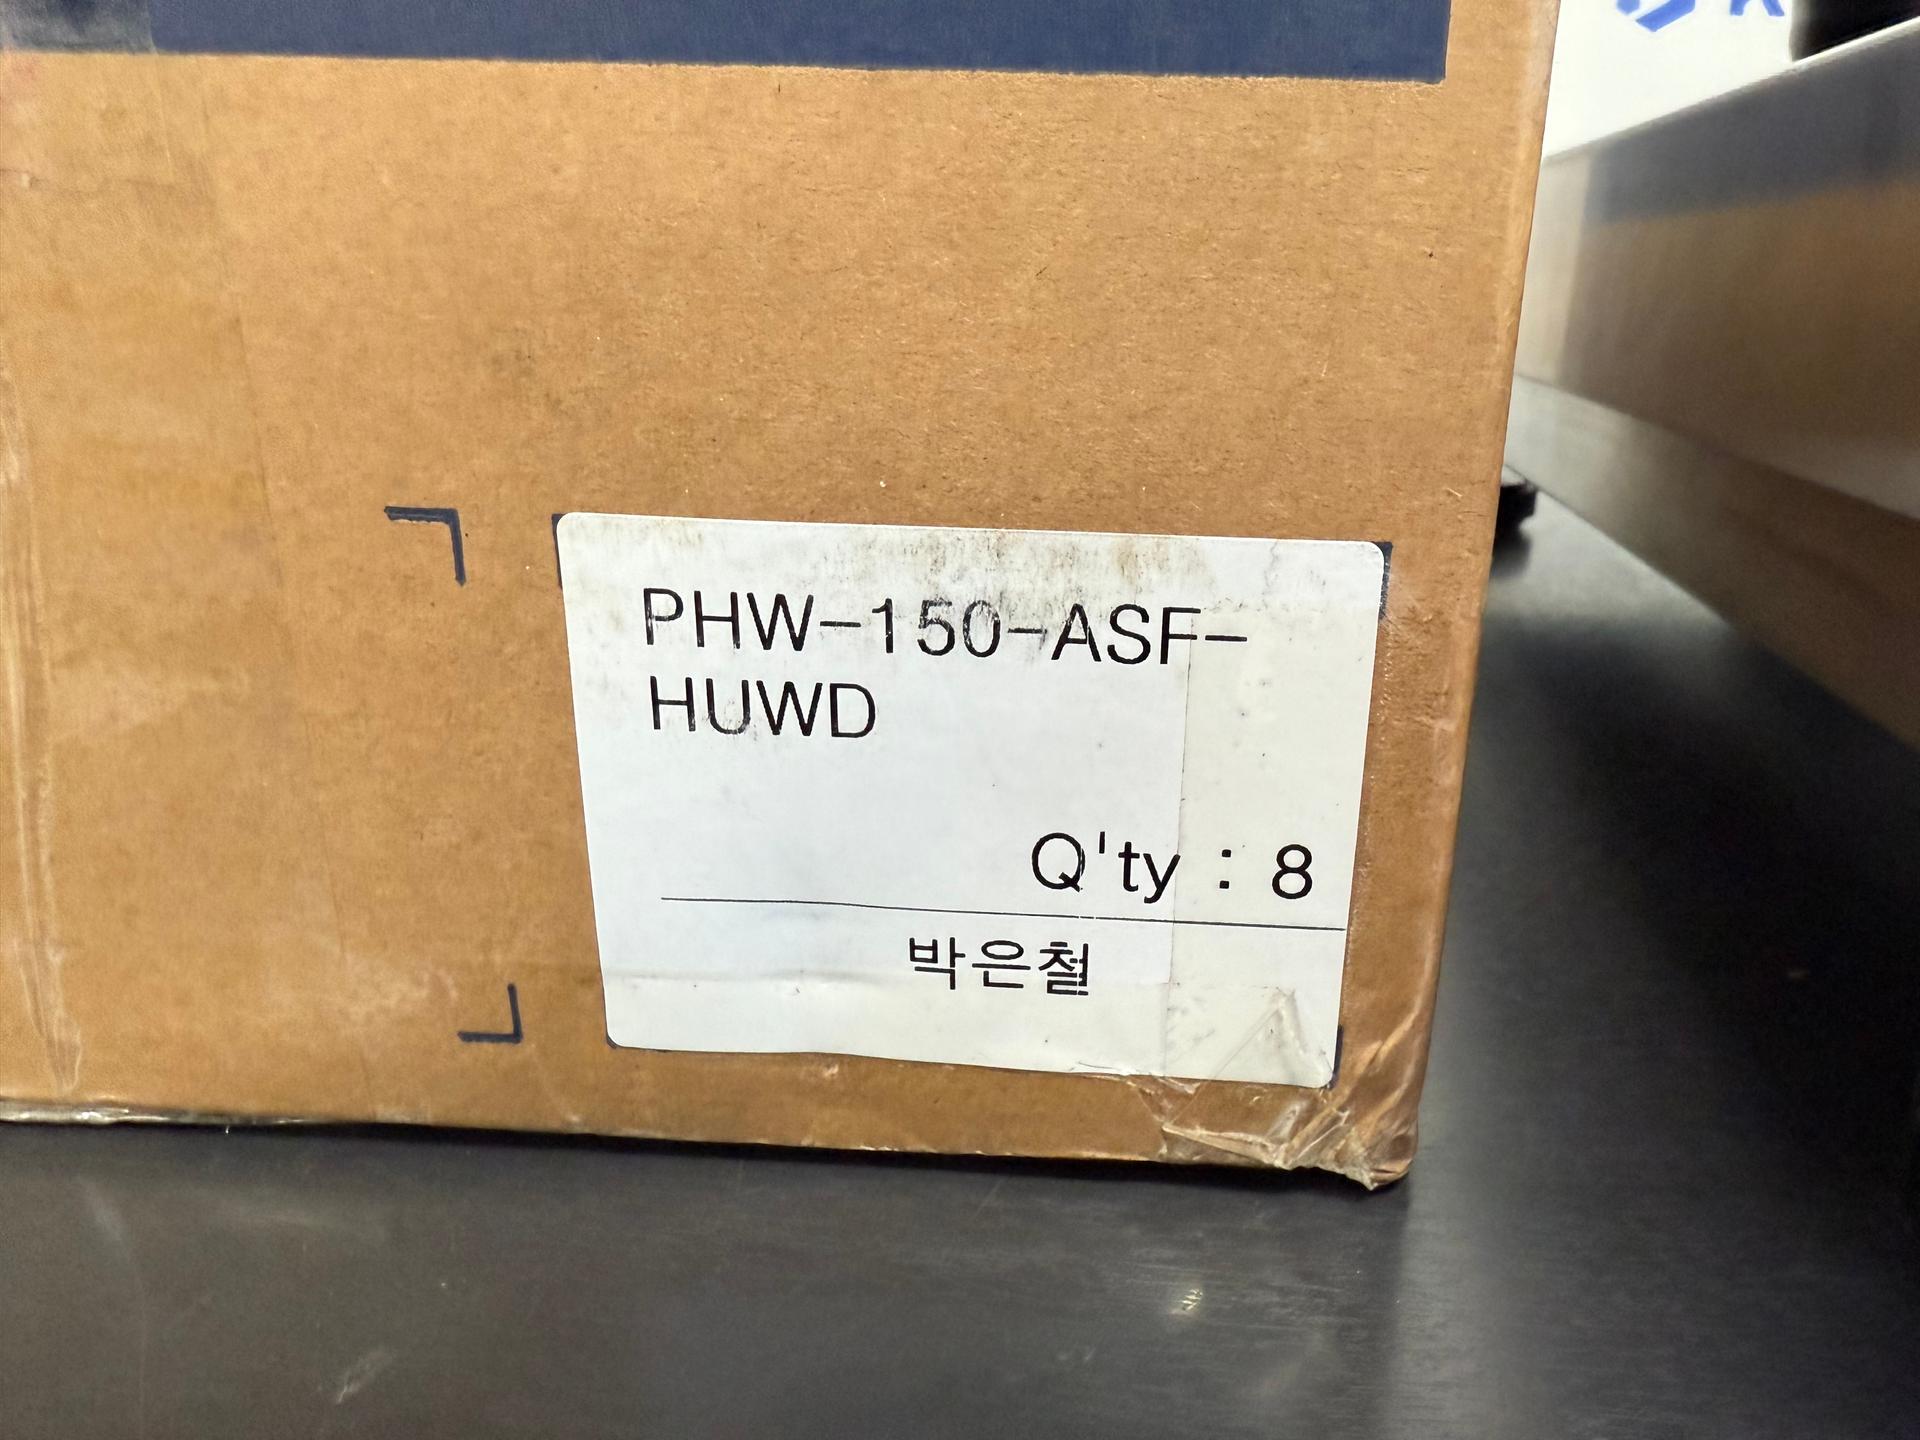 PHW-150-ASF-
HUWD
Q'ty : 8
박은철